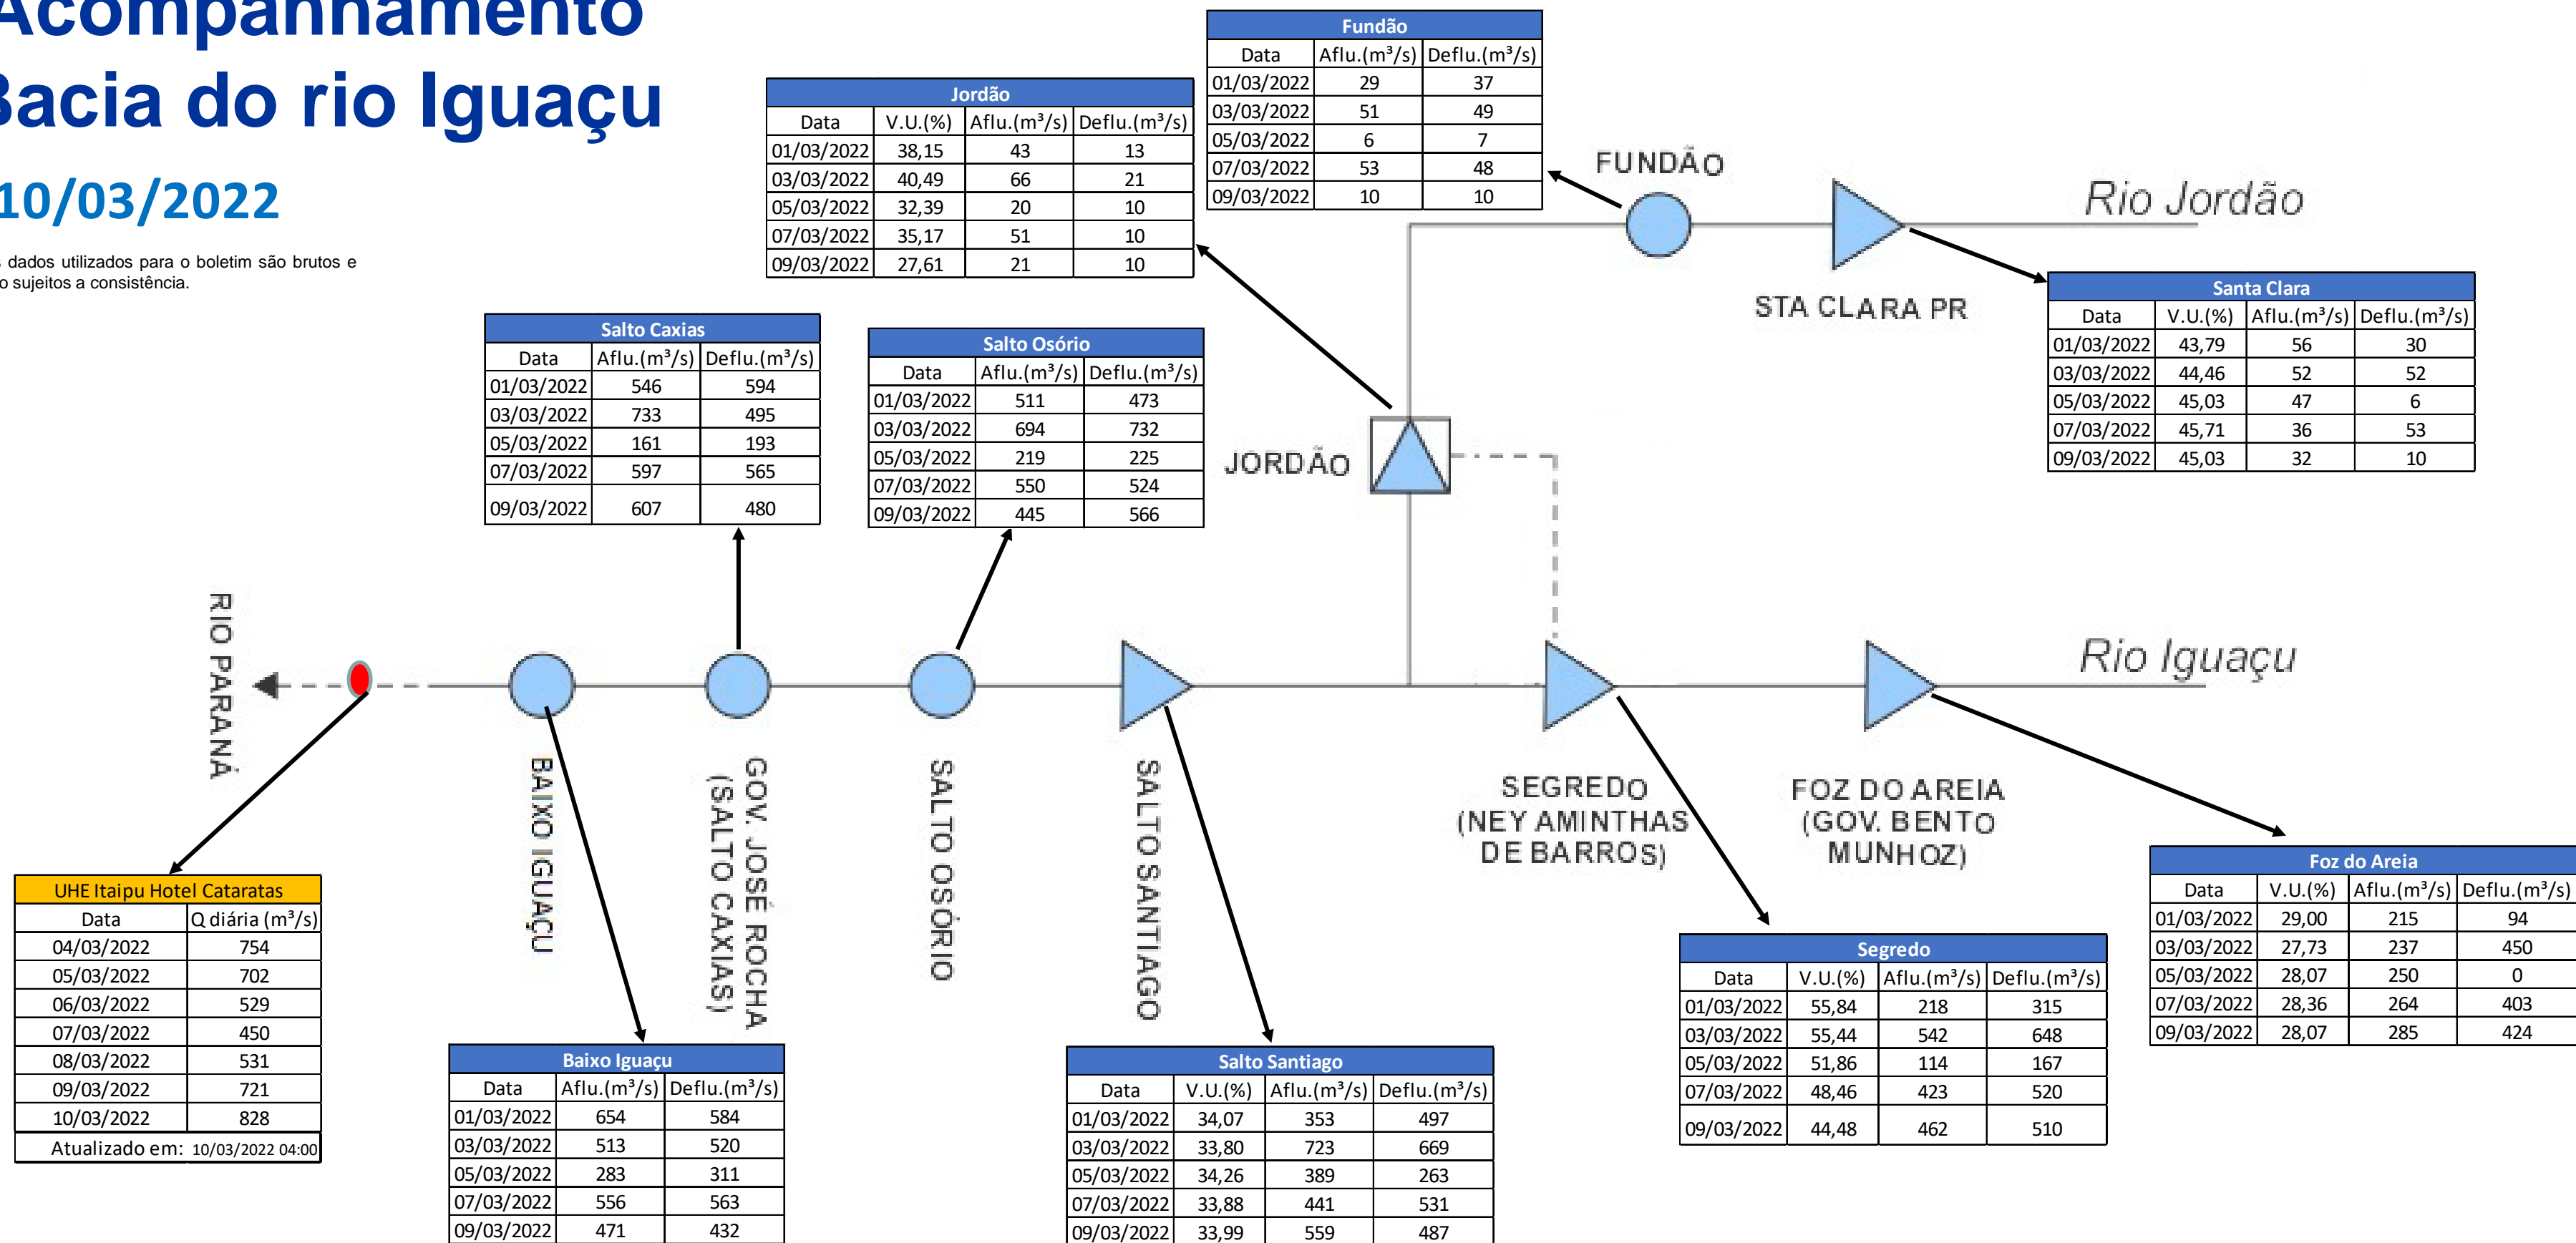 Acompanhamento
Bacia do rio Iguaçu
10/03/2022
dados utilizados para o boletim são brutos e
sujeitos a consistência.
Fundão
Data Aflu.(m³/s) Deflu.(m³/s)
01/03/2022 29 37
03/03/2022 51 49
05/03/2022 6 7
07/03/2022 53 48
09/03/2022 10 10
Jordão
Data V.U.(%) Aflu.(m³/s) Deflu.(m³/s)
01/03/2022 38,15 43 13
03/03/2022 40,49 66 21
05/03/2022 32,39 20 10
07/03/2022 35,17 51 10
09/03/2022 27,61 21 10
FUNDÃO
Rio Jordão
STA CLARA PR
Santa Clara
Data V.U.(%) Aflu.(m³/s) Deflu.(m³/s)
01/03/2022 43,79 56 30
03/03/2022 44,46 52 52
05/03/2022 45,03 47 6
07/03/2022 45,71 36 53
09/03/2022 45,03 32 10
Salto Caxias
Data Aflu.(m³/s) Deflu.(m³/s)
01/03/2022 546 594
03/03/2022 733 495
05/03/2022 161 193
07/03/2022 597 565
09/03/2022 607 480
Salto Osório
Data Aflu.(m³/s) Deflu.(m³/s)
01/03/2022 511 473
03/03/2022 694 732
05/03/2022 219 225
07/03/2022 550 524
09/03/2022 445 566
JORDÃO
RIO PARANÁ
Rio Iguaçu
BAIXO IGUAÇU
GOV. JOSÉ ROCHA
(SALTO CAXIAS)
SALTO OSÓRIO
SALTO SANTIAGO
SEGREDO
(NEY AMINTHAS
DE BARROS)
FOZ DO AREIA
(GOV. BENTO
MUNHOZ)
UHE Itaipu Hotel Cataratas
Data Q diária (m³/s)
04/03/2022 754
05/03/2022 702
06/03/2022 529
07/03/2022 450
08/03/2022 531
09/03/2022 721
10/03/2022 828
Atualizado em: 10/03/2022 04:00
Baixo Iguaçu
Data Aflu.(m³/s) Deflu.(m³/s)
01/03/2022 654 584
03/03/2022 513 520
05/03/2022 283 311
07/03/2022 556 563
09/03/2022 471 432
Salto Santiago
Data V.U.(%) Aflu.(m³/s) Deflu.(m³/s)
01/03/2022 34,07 353 497
03/03/2022 33,80 723 669
05/03/2022 34,26 389 263
07/03/2022 33,88 441 531
09/03/2022 33,99 559 487
Segredo
Data V.U.(%) Aflu.(m³/s) Deflu.(m³/s)
01/03/2022 55,84 218 315
03/03/2022 55,44 542 648
05/03/2022 51,86 114 167
07/03/2022 48,46 423 520
09/03/2022 44,48 462 510
Foz do Areia
Data V.U.(%) Aflu.(m³/s) Deflu.(m³/s)
01/03/2022 29,00 215 94
03/03/2022 27,73 237 450
05/03/2022 28,07 250 0
07/03/2022 28,36 264 403
09/03/2022 28,07 285 424